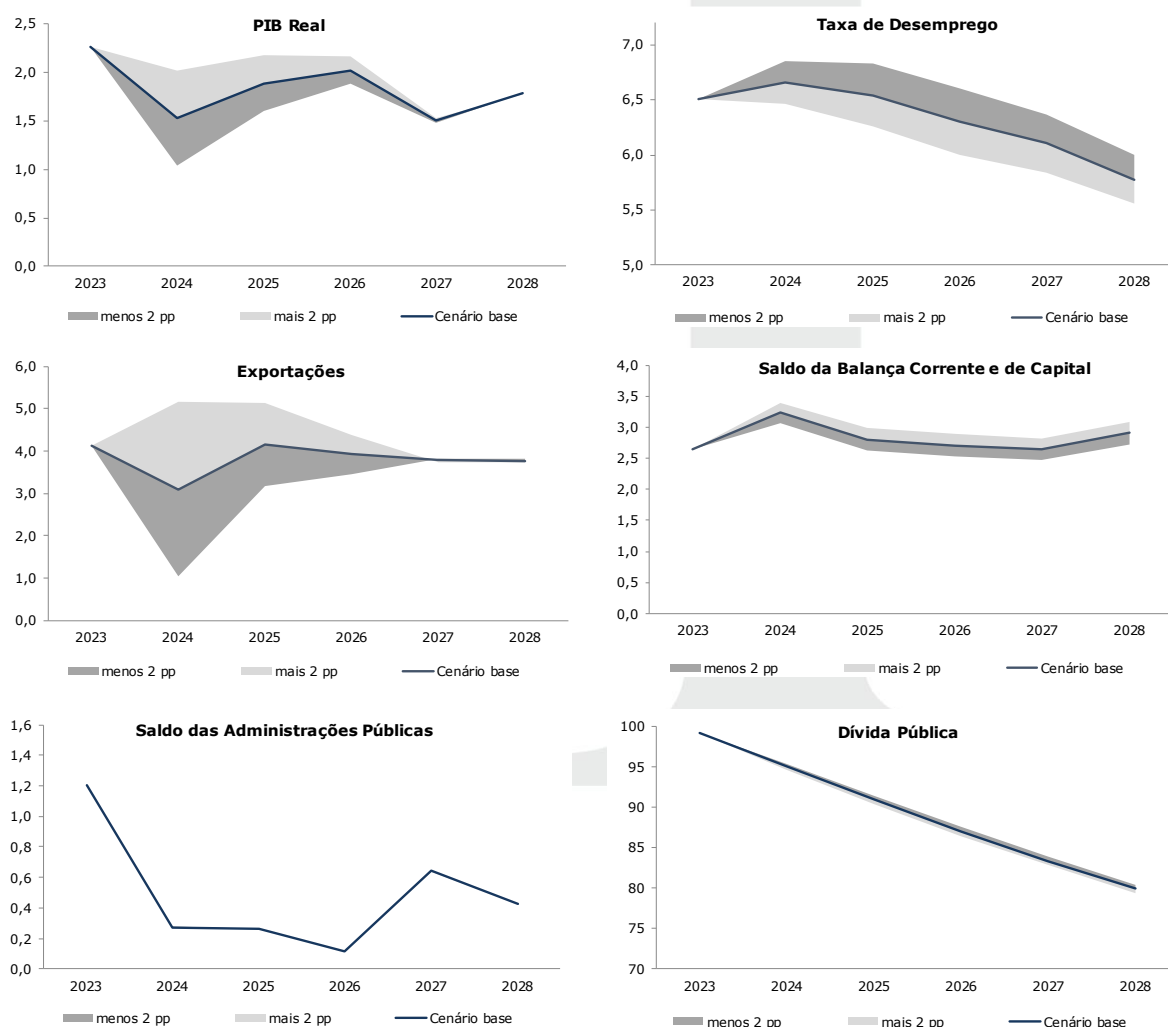 PIB Real
2,5
2,0
1,5
1,0
0,5
0,0
2023 2024 2025 2026 2027 2028
menos 2 pp mais 2 pp Cenário base
Taxa de Desemprego
7,0
6,5
6,0
5,5
5,0
2023 2024 2025 2026 2027 2028
menos 2 pp mais 2 pp Cenário base
Exportações
6,0
5,0
4,0
3,0
2,0
1,0
0,0
2023 2024 2025 2026 2027 2028
menos 2 pp mais 2 pp Cenário base
Saldo da Balança Corrente e de Capital
4,0
3,5
3,0
2,5
2,0
1,5
1,0
0,5
0,0
2023 2024 2025 2026 2027 2028
menos 2 pp mais 2 pp Cenário base
Saldo das Administrações Públicas
1,6
1,4
1,2
1,0
0,8
0,6
0,4
0,2
0,0
2023 2024 2025 2026 2027 2028
menos 2 pp mais 2 pp Cenário base
Dívida Pública
100
95
90
85
80
75
70
2023 2024 2025 2026 2027 2028
menos 2 pp mais 2 pp Cenário base